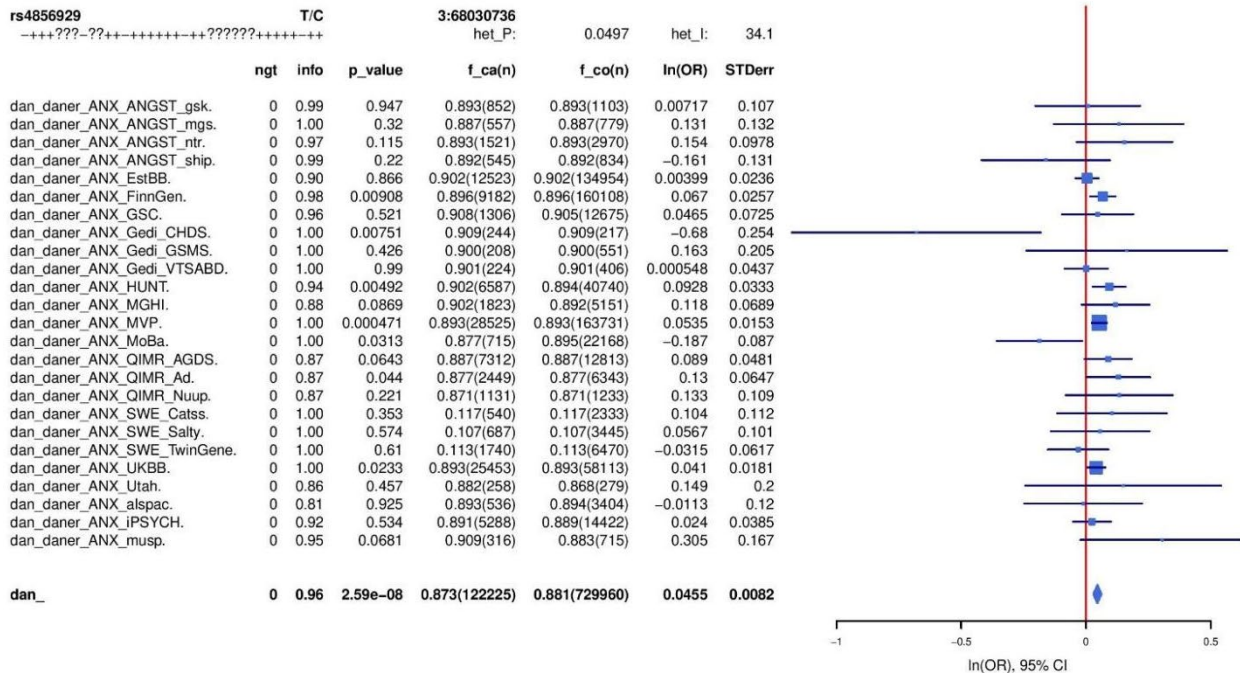 rs4856929 T/C 3:68030736
−+++???−??++−++++++−++??????+++++−++ het_P: 0.0497 het_I: 34.1
ngt info p_value f_ca(n) f_co(n) ln(OR) STDerr
dan_daner_ANX_ANGST_gsk. 0 0.99 0.947 0.893(852) 0.893(1103) 0.00717 0.107
dan_daner_ANX_ANGST_mgs. 0 1.00 0.32 0.887(557) 0.887(779) 0.131 0.132
dan_daner_ANX_ANGST_ntr. 0 0.97 0.115 0.893(1521) 0.893(2970) 0.154 0.0978
dan_daner_ANX_ANGST_ship. 0 0.99 0.22 0.892(545) 0.892(834) −0.161 0.131
dan_daner_ANX_EstBB. 0 0.90 0.866 0.902(12523) 0.902(134954) 0.00399 0.0236
dan_daner_ANX_FinnGen. 0 0.98 0.00908 0.896(9182) 0.896(160108) 0.067 0.0257
dan_daner_ANX_GSC. 0 0.96 0.521 0.908(1306) 0.905(12675) 0.0465 0.0725
dan_daner_ANX_Gedi_CHDS. 0 1.00 0.00751 0.909(244) 0.909(217) −0.68 0.254
dan_daner_ANX_Gedi_GSMS. 0 1.00 0.426 0.900(208) 0.900(551) 0.163 0.205
dan_daner_ANX_Gedi_VTSABD. 0 1.00 0.99 0.901(224) 0.901(406) 0.000548 0.0437
dan_daner_ANX_HUNT. 0 0.94 0.00492 0.902(6587) 0.894(40740) 0.0928 0.0333
dan_daner_ANX_MGHI. 0 0.88 0.0869 0.902(1823) 0.892(5151) 0.118 0.0689
dan_daner_ANX_MVP. 0 1.00 0.000471 0.893(28525) 0.893(163731) 0.0535 0.0153
dan_daner_ANX_MoBa. 0 1.00 0.0313 0.877(715) 0.895(22168) −0.187 0.087
dan_daner_ANX_QIMR_AGDS. 0 0.87 0.0643 0.887(7312) 0.887(12813) 0.089 0.0481
dan_daner_ANX_QIMR_Ad. 0 0.87 0.044 0.877(2449) 0.877(6343) 0.13 0.0647
dan_daner_ANX_QIMR_Nuup. 0 0.87 0.221 0.871(1131) 0.871(1233) 0.133 0.109
dan_daner_ANX_SWE_Catss. 0 1.00 0.353 0.117(540) 0.117(2333) 0.104 0.112
dan_daner_ANX_SWE_Salty. 0 1.00 0.574 0.107(687) 0.107(3445) 0.0567 0.101
dan_daner_ANX_SWE_TwinGene. 0 1.00 0.61 0.113(1740) 0.113(6470) −0.0315 0.0617
dan_daner_ANX_UKBB. 0 1.00 0.0233 0.893(25453) 0.893(58113) 0.041 0.0181
dan_daner_ANX_Utah. 0 0.86 0.457 0.882(258) 0.868(279) 0.149 0.2
dan_daner_ANX_alspac. 0 0.81 0.925 0.893(536) 0.894(3404) −0.0113 0.12
dan_daner_ANX_iPSYCH. 0 0.92 0.534 0.891(5288) 0.889(14422) 0.024 0.0385
dan_daner_ANX_musp. 0 0.95 0.0681 0.909(316) 0.883(715) 0.305 0.167
dan_ 0 0.96 2.59e−08 0.873(122225) 0.881(729960) 0.0455 0.0082
−1 −0.5 0 0.5
ln(OR), 95% CI